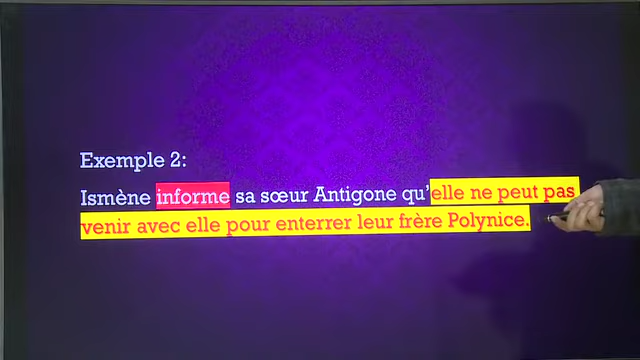 Exemple 2:
Ismène informe sa sœur Antigone qu'elle ne peut pas
venir avec elle pour enterrer leur frère Polynice.